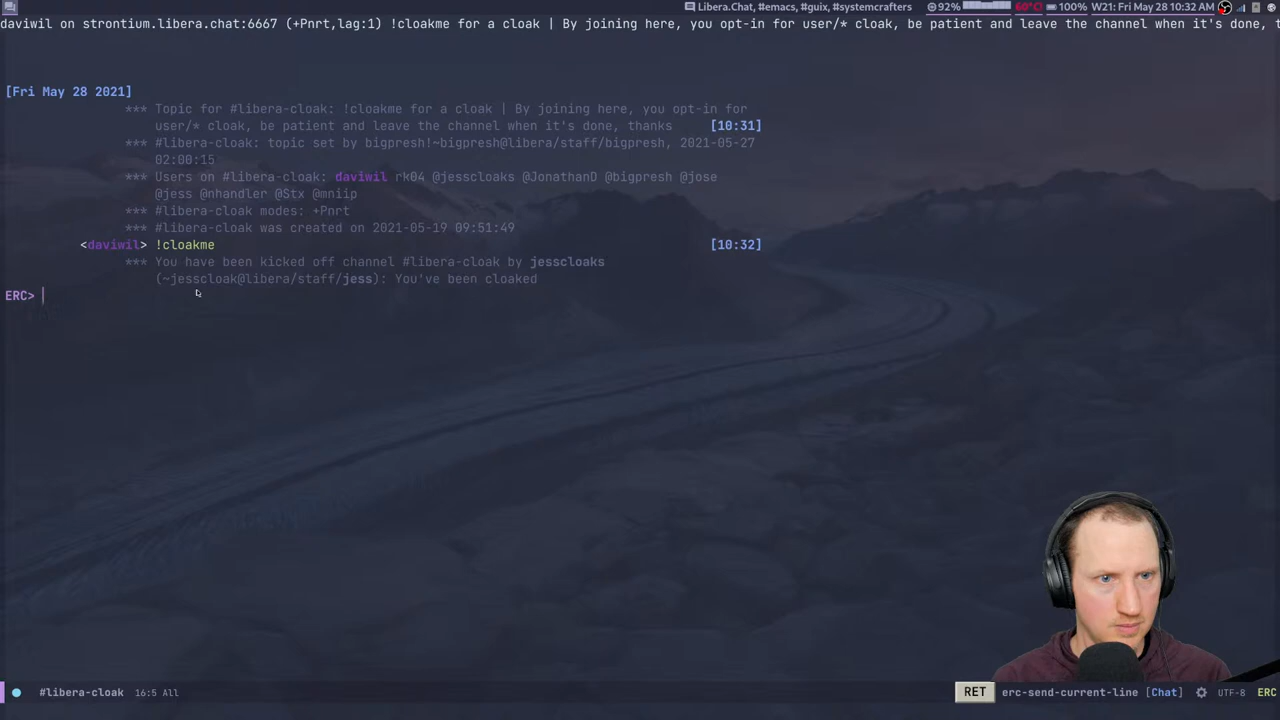 Libera.Chat, #emacs, #guix, #systemcrafters 92% 60°C 100% W21: Fri May 28 10:32 AM
daviwil on strontium.libera.chat:6667 (+Pnrt,lag:1) !cloakme for a cloak | By joining here, you opt-in for user/* cloak, be patient and leave the channel when it's done, t
[Fri May 28 2021]
*** Topic for #libera-cloak: !cloakme for a cloak | By joining here, you opt-in for
user/* cloak, be patient and leave the channel when it's done, thanks [10:31]
*** #libera-cloak: topic set by bigpresh!~bigpresh@libera/staff/bigpresh, 2021-05-27
02:00:15
*** Users on #libera-cloak: daviwil rk04 @jesscloaks @JonathanD @bigpresh @jose
@jess @nhandler @Stx @mniip
*** #libera-cloak modes: +Pnrt
*** #libera-cloak was created on 2021-05-19 09:51:49
<daviwil> !cloakme [10:32]
*** You have been kicked off channel #libera-cloak by jesscloaks
(~jesscloak@libera/staff/jess): You've been cloaked
ERC>
#libera-cloak 16:5 All RET erc-send-current-line [Chat] UTF-8 ERC